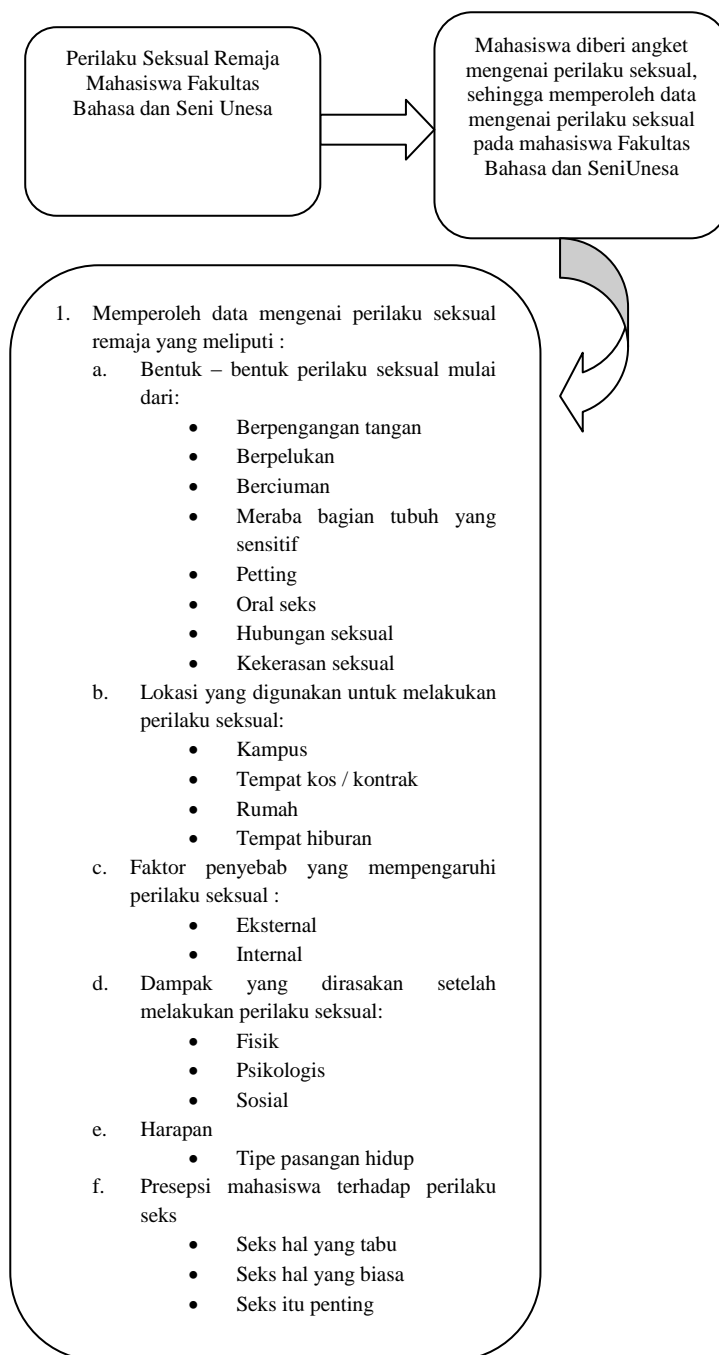 Perilaku Seksual Remaja
Mahasiswa Fakultas
Bahasa dan Seni Unesa
Mahasiswa diberi angket
mengenai perilaku seksual,
sehingga memperoleh data
mengenai perilaku seksual
pada mahasiswa Fakultas
Bahasa dan SeniUnesa
1. Memperoleh data mengenai perilaku seksual
remaja yang meliputi :
a. Bentuk – bentuk perilaku seksual mulai
dari:
• Berpengangan tangan
• Berpelukan
• Berciuman
• Meraba bagian tubuh yang
sensitif
• Petting
• Oral seks
• Hubungan seksual
• Kekerasan seksual
b. Lokasi yang digunakan untuk melakukan
perilaku seksual:
• Kampus
• Tempat kos / kontrak
• Rumah
• Tempat hiburan
c. Faktor penyebab yang mempengaruhi
perilaku seksual :
• Eksternal
• Internal
d. Dampak yang dirasakan setelah
melakukan perilaku seksual:
• Fisik
• Psikologis
• Sosial
e. Harapan
• Tipe pasangan hidup
f. Presepsi mahasiswa terhadap perilaku
seks
• Seks hal yang tabu
• Seks hal yang biasa
• Seks itu penting